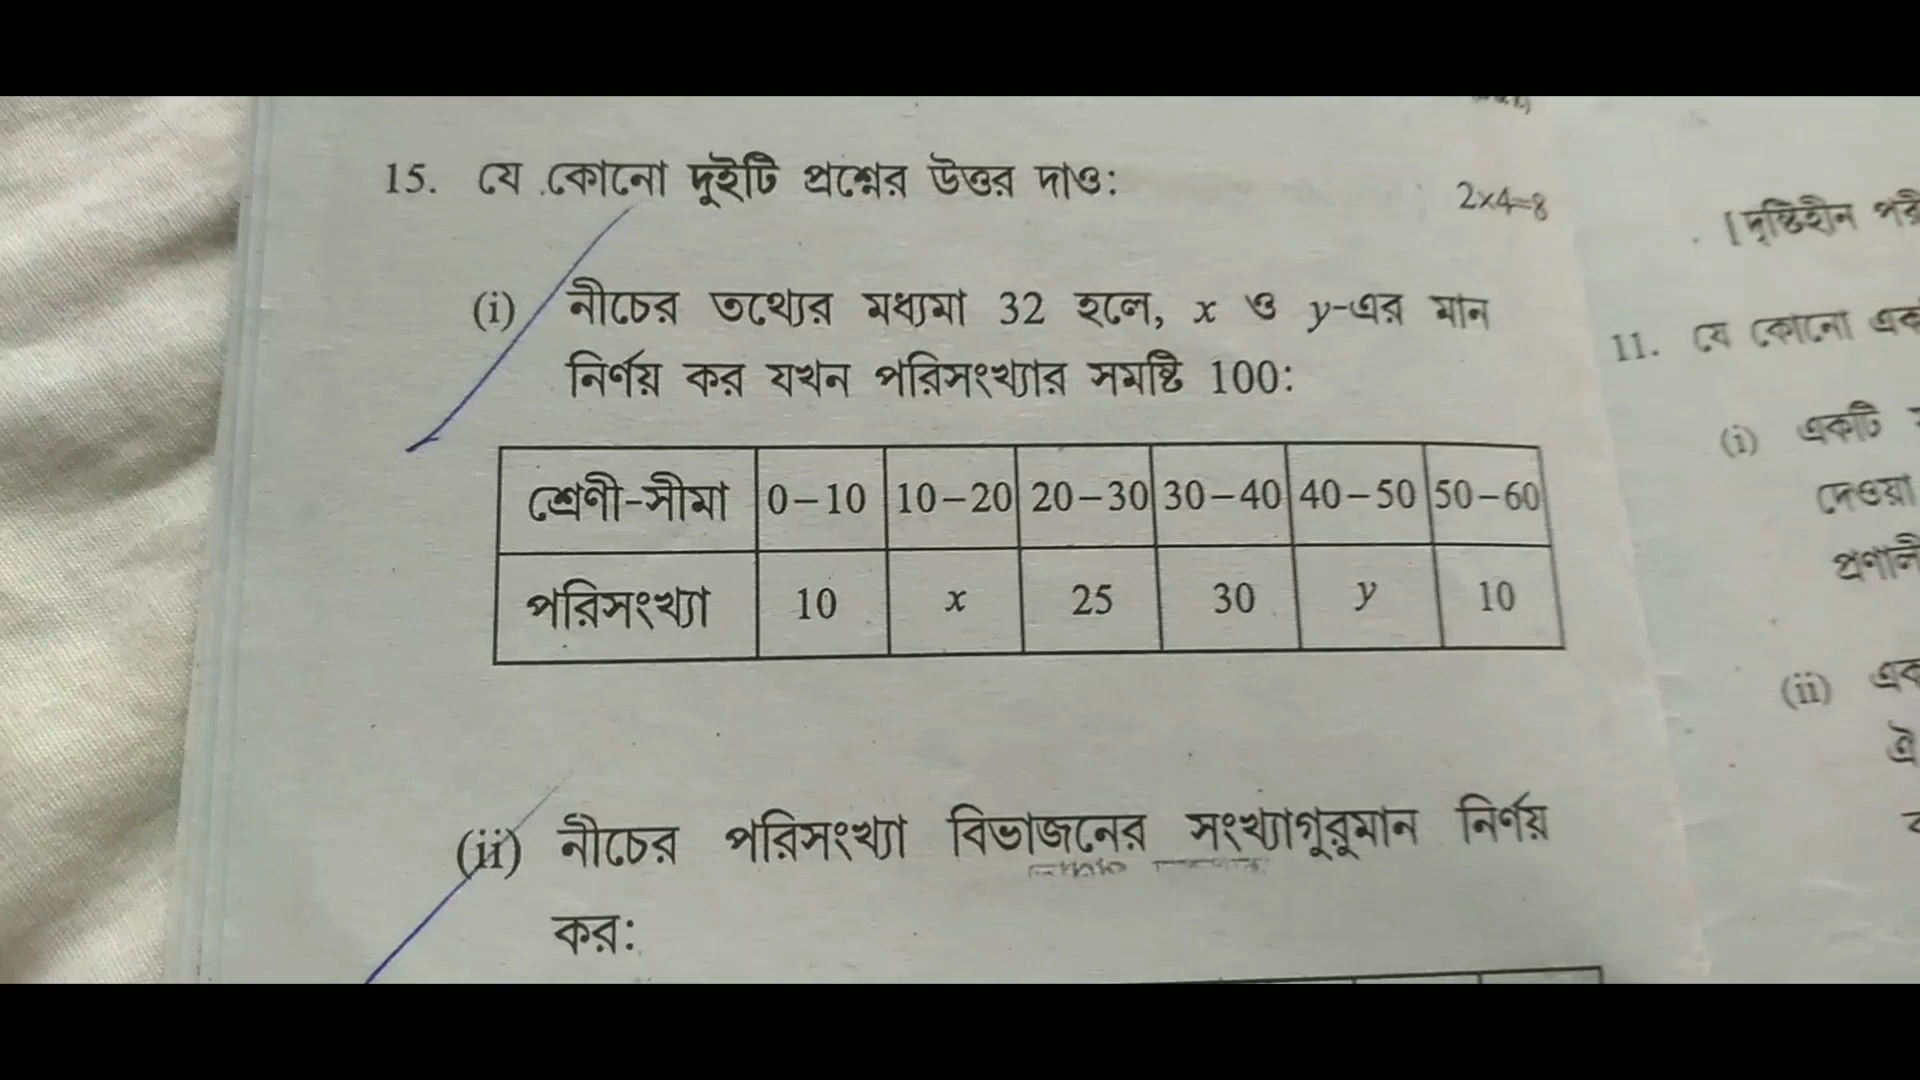 15. যে কোনো দুইটি প্রশ্নের উত্তর দাও:
2×4=8
(i) নীচের তথ্যের মধ্যমা 32 হলে, x ও y-এর মান
নির্ণয় কর যখন পরিসংখ্যার সমষ্টি 100:
শ্রেণী-সীমা 0–10 10–20 20–30 30–40 40–50 50–60
পরিসংখ্যা 10 x 25 30 y 10
(ii) নীচের পরিসংখ্যা বিভাজনের সংখ্যাগুরুমান নির্ণয়
কর:
[দৃষ্টিহীন
11. যে কোনো
(i) একটি
দেওয়া
(ii)